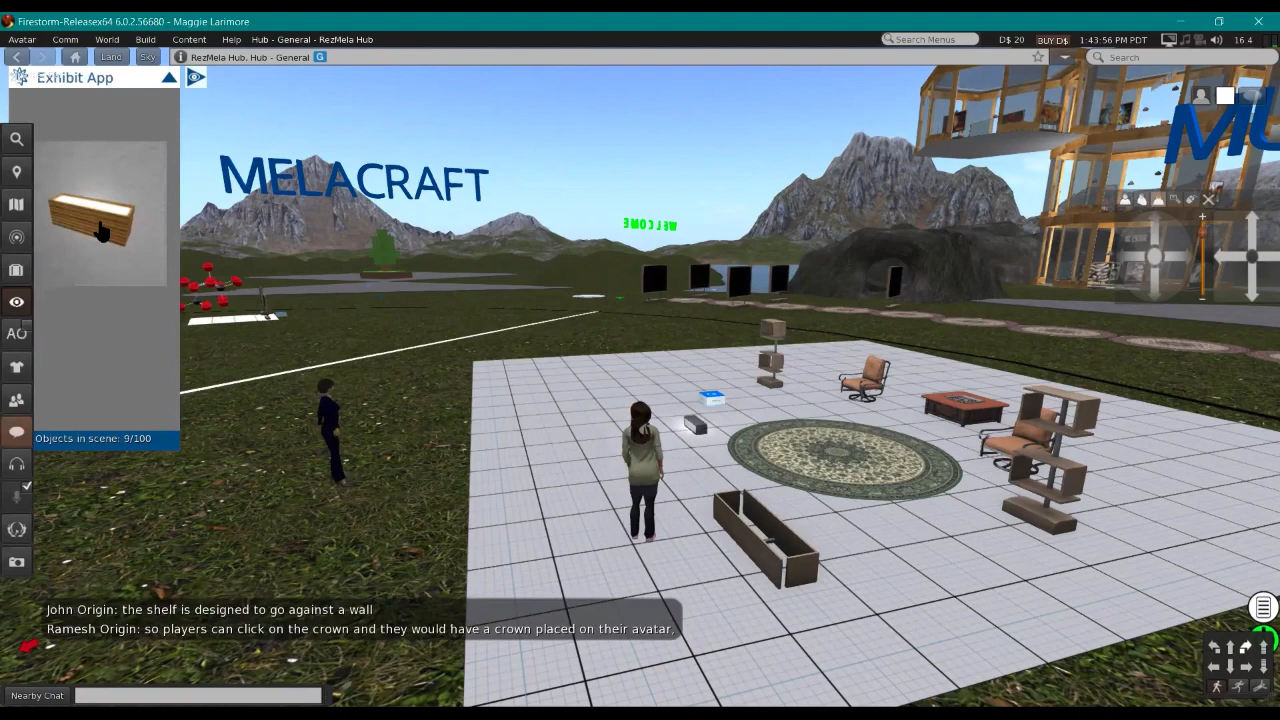 Firestorm-Releasex64 6.0.2.56680 - Maggie Larimore
Avatar Comm World Build Content Help Hub - General - RezMela Hub
Search Menus
D$ 20 BUY D$ 1:43:56 PM PDT 16.4
Land Sky RezMela Hub, Hub - General G
Search
Exhibit App
MELACRAFT
MU
WELCOME
AO
Objects in scene: 9/100
John Origin: the shelf is designed to go against a wall
Ramesh Origin: so players can click on the crown and they would have a crown placed on their avatar,
Nearby Chat